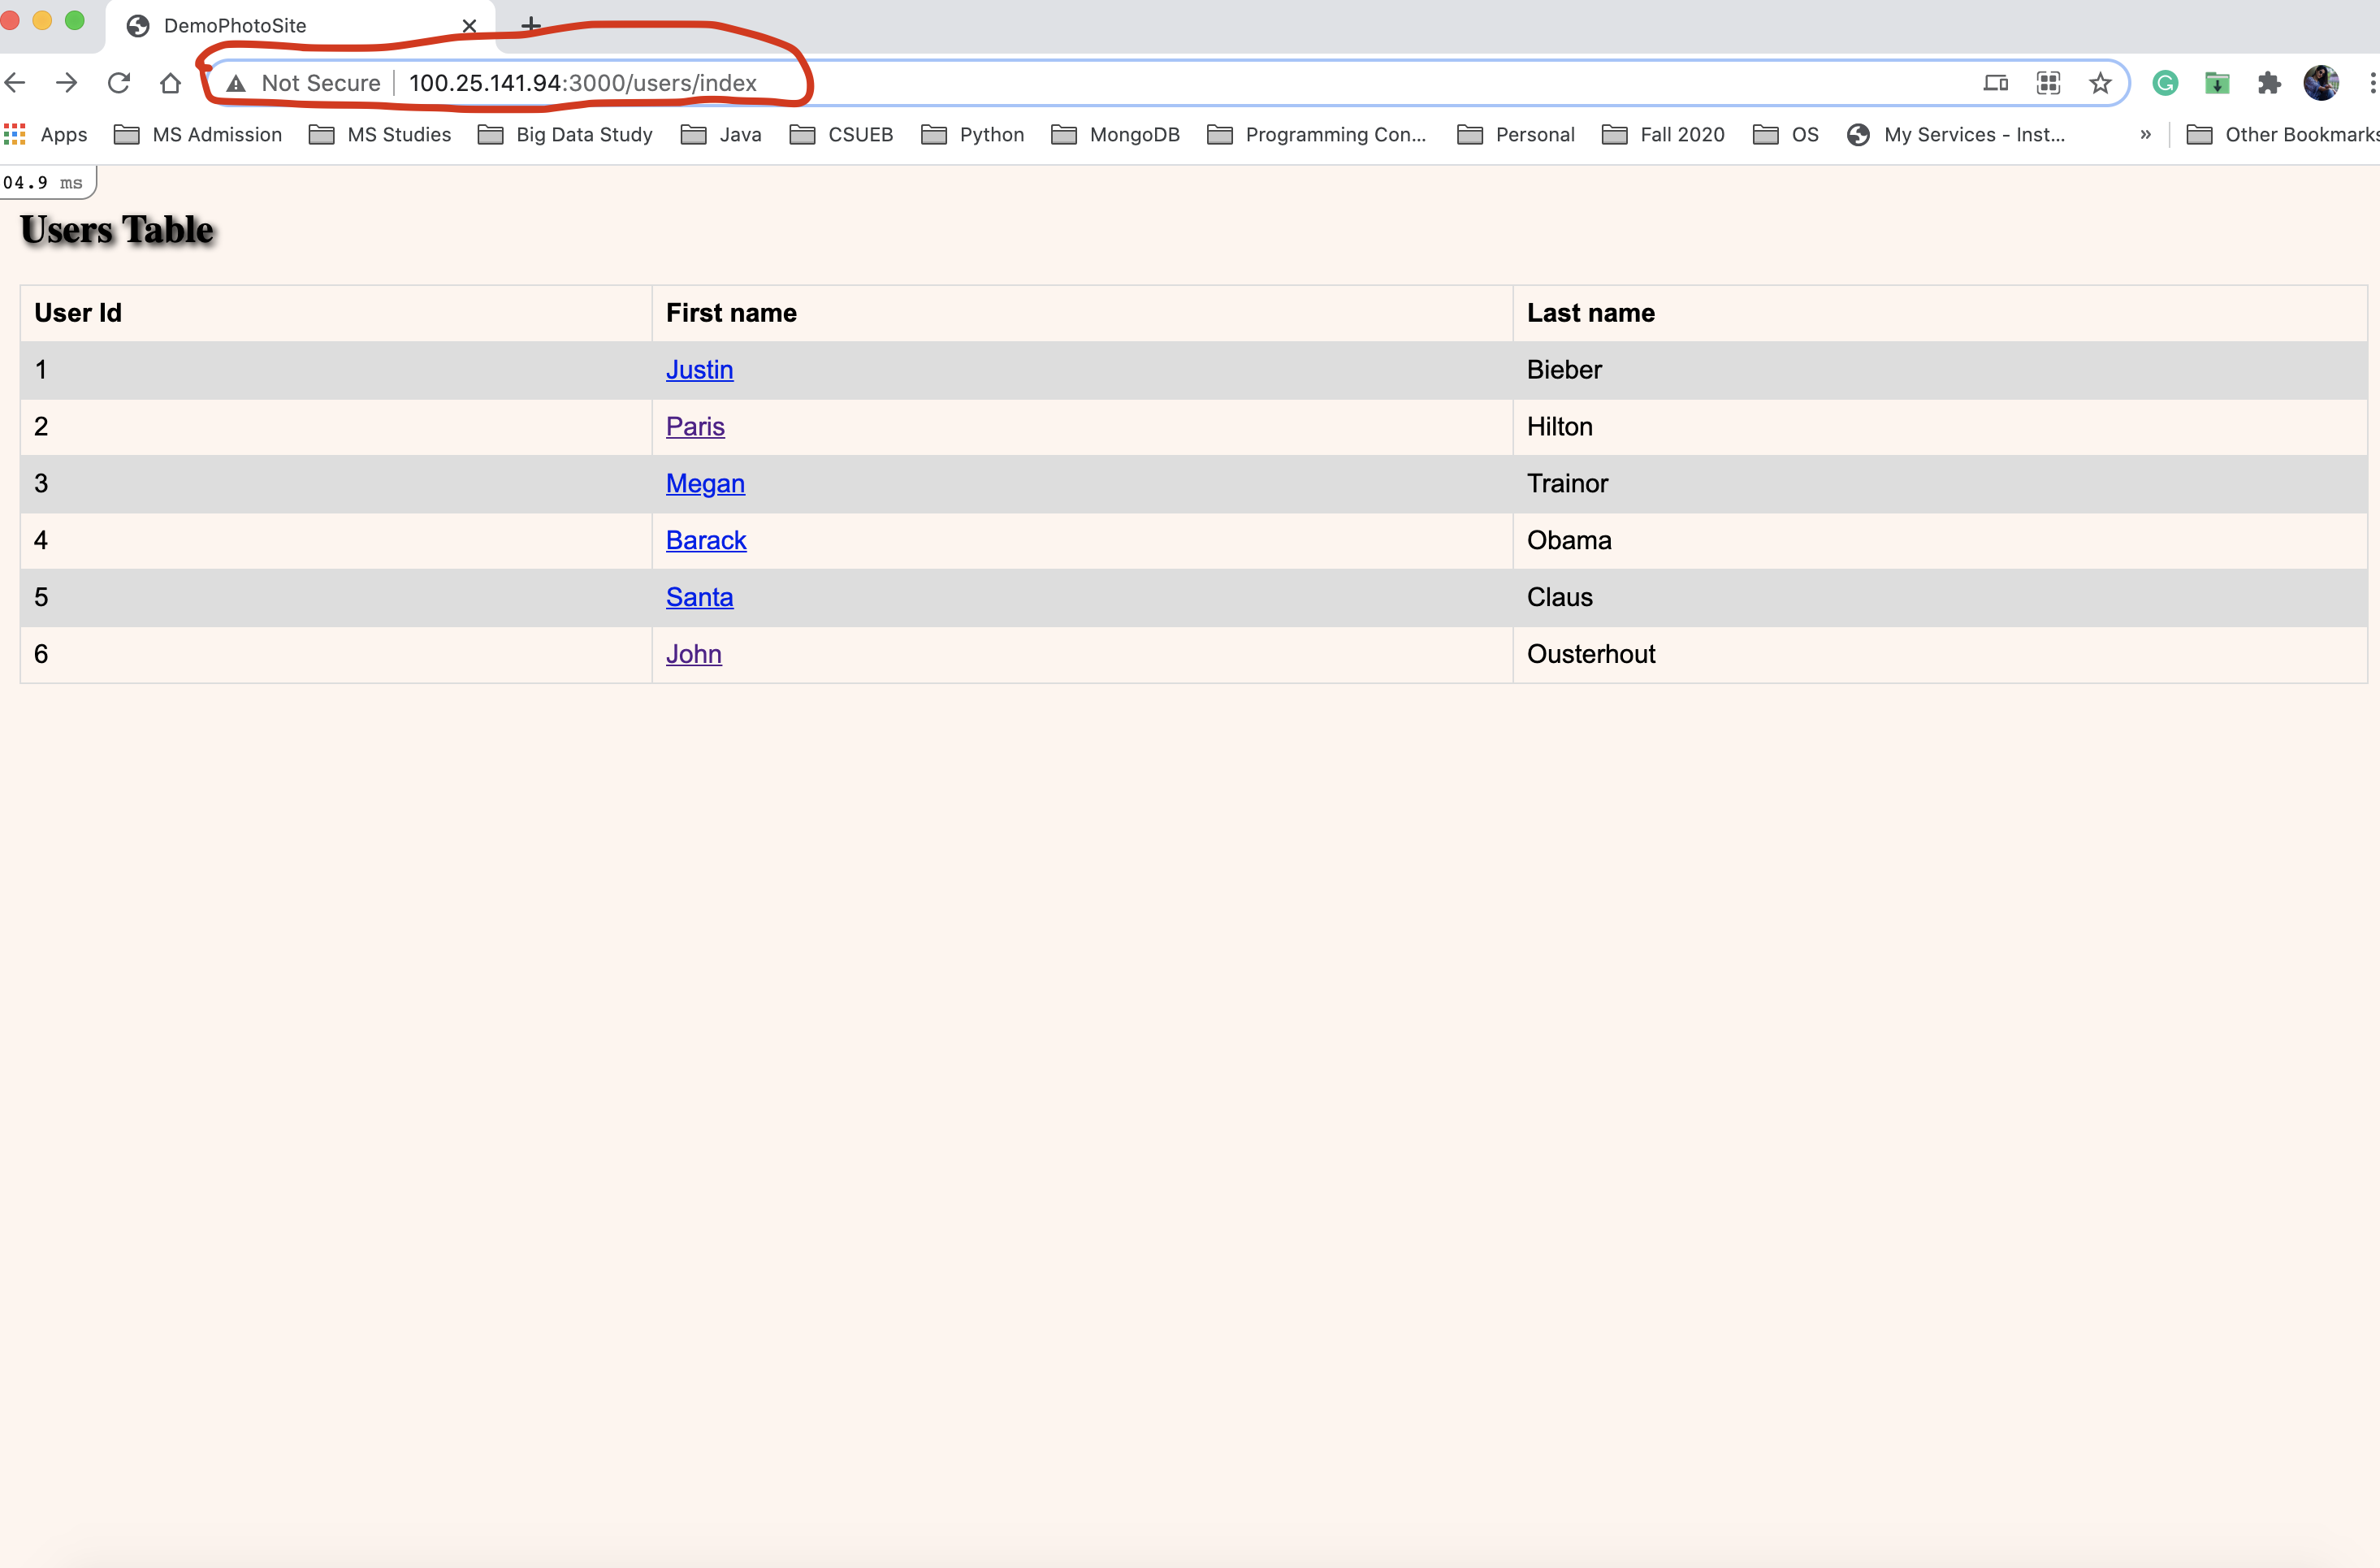 DemoPhotoSite
Not Secure 100.25.141.94:3000/users/index
Apps MS Admission MS Studies Big Data Study Java CSUEB Python MongoDB Programming Con... Personal Fall 2020 OS My Services - Inst... » Other Bookmarks
04.9 ms
Users Table
User Id First name Last name
1 Justin Bieber
2 Paris Hilton
3 Megan Trainor
4 Barack Obama
5 Santa Claus
6 John Ousterhout